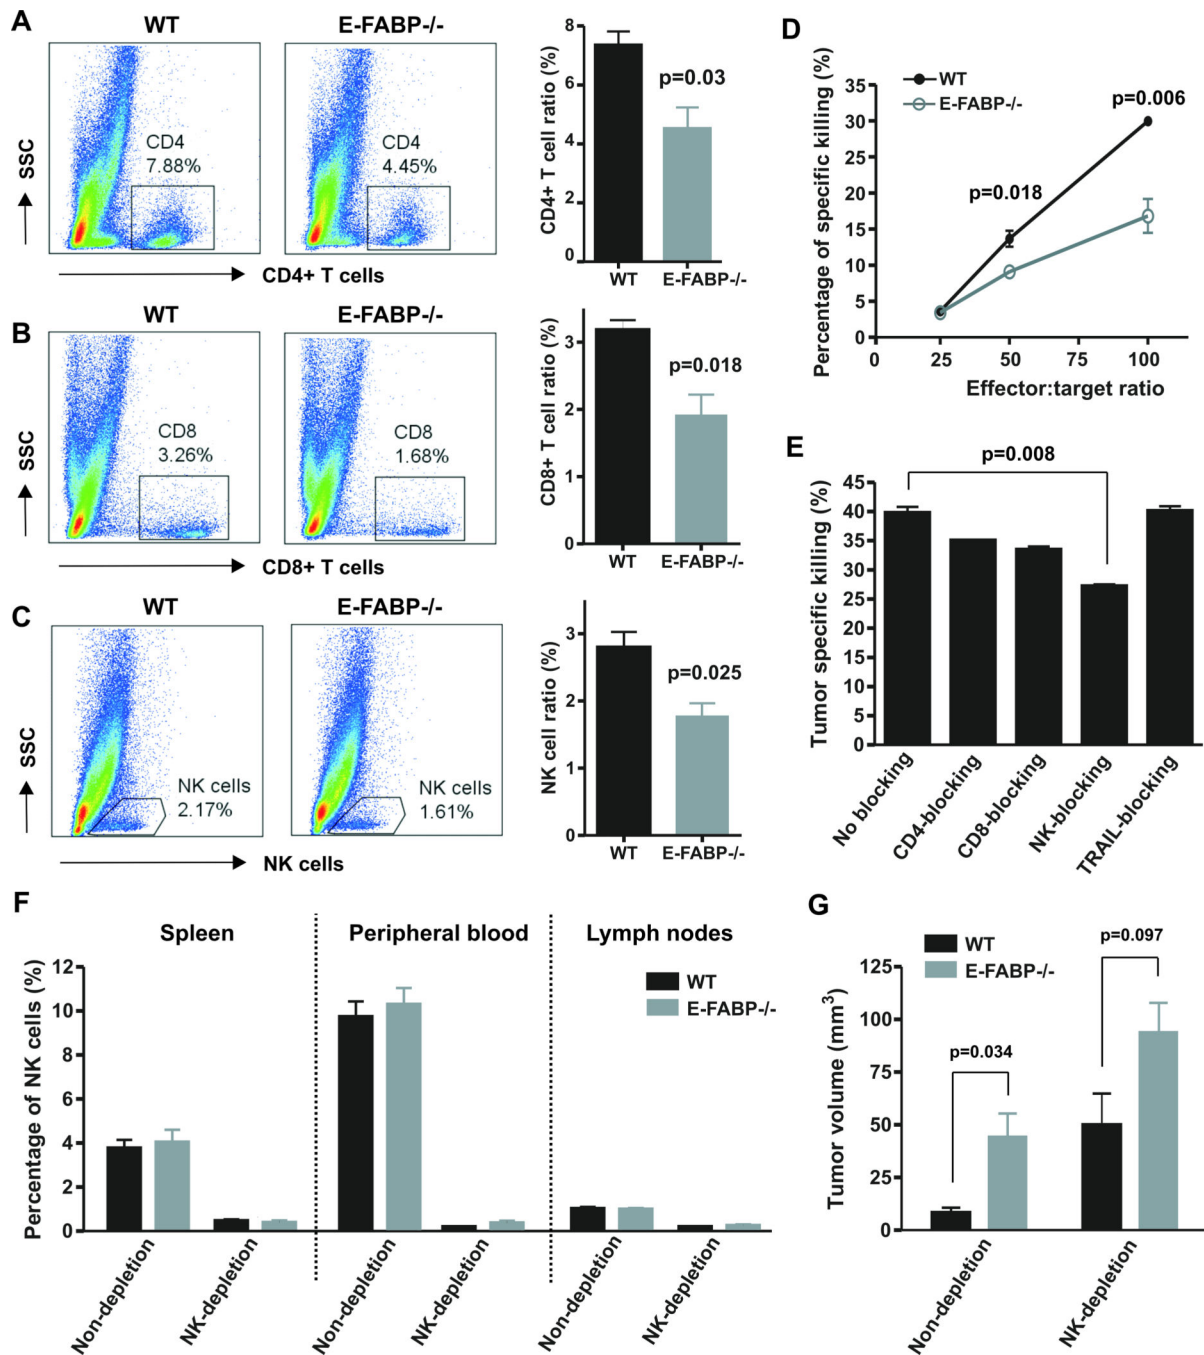 A
WT
E-FABP-/-
SSC
CD4
7.88%
CD4
4.45%
CD4+ T cells
CD4+ T cell ratio (%)
8
6
4
2
0
p=0.03
WT
E-FABP-/-
B
WT
E-FABP-/-
SSC
CD8
3.26%
CD8
1.68%
CD8+ T cells
CD8+ T cell ratio (%)
3
2
1
0
p=0.018
WT
E-FABP-/-
C
WT
E-FABP-/-
SSC
NK cells
2.17%
NK cells
1.61%
NK cells
NK cell ratio (%)
3
2
1
0
p=0.025
WT
E-FABP-/-
D
Percentage of specific killing (%)
35
30
25
20
15
10
5
0
WT
E-FABP-/-
p=0.018
p=0.006
0
25
50
75
100
Effector:target ratio
E
p=0.008
Tumor specific killing (%)
45
40
35
30
25
20
15
10
5
0
No blocking
CD4-blocking
CD8-blocking
NK-blocking
TRAIL-blocking
F
Spleen
Peripheral blood
Lymph nodes
WT
E-FABP-/-
Percentage of NK cells (%)
12
10
8
6
4
2
0
Non-depletion
NK-depletion
Non-depletion
NK-depletion
Non-depletion
NK-depletion
G
WT
E-FABP-/-
p=0.097
p=0.034
Tumor volume (mm³)
125
100
75
50
25
0
Non-depletion
NK-depletion